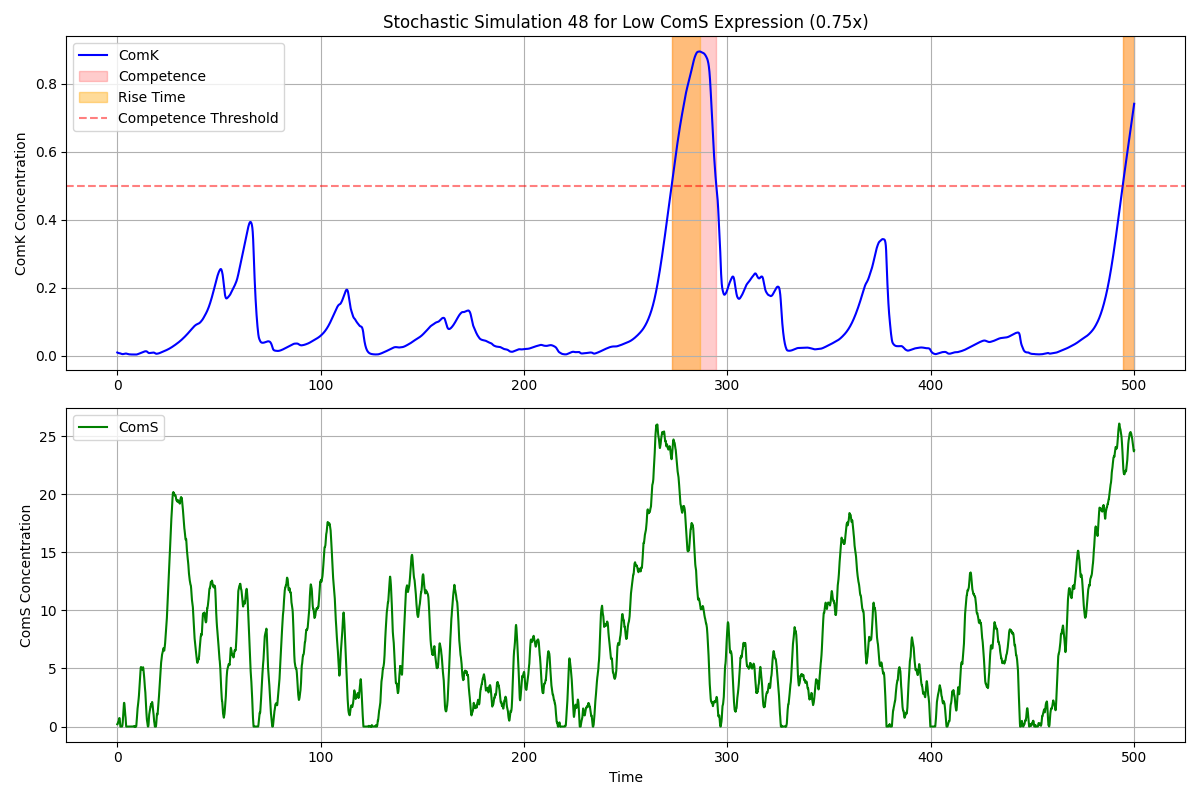 Stochastic Simulation 48 for Low ComS Expression (0.75x)
ComK
Competence
Rise Time
Competence Threshold
ComK Concentration
0.8
0.6
0.4
0.2
0.0
0 100 200 300 400 500
ComS
ComS Concentration
25
20
15
10
5
0
0 100 200 300 400 500
Time